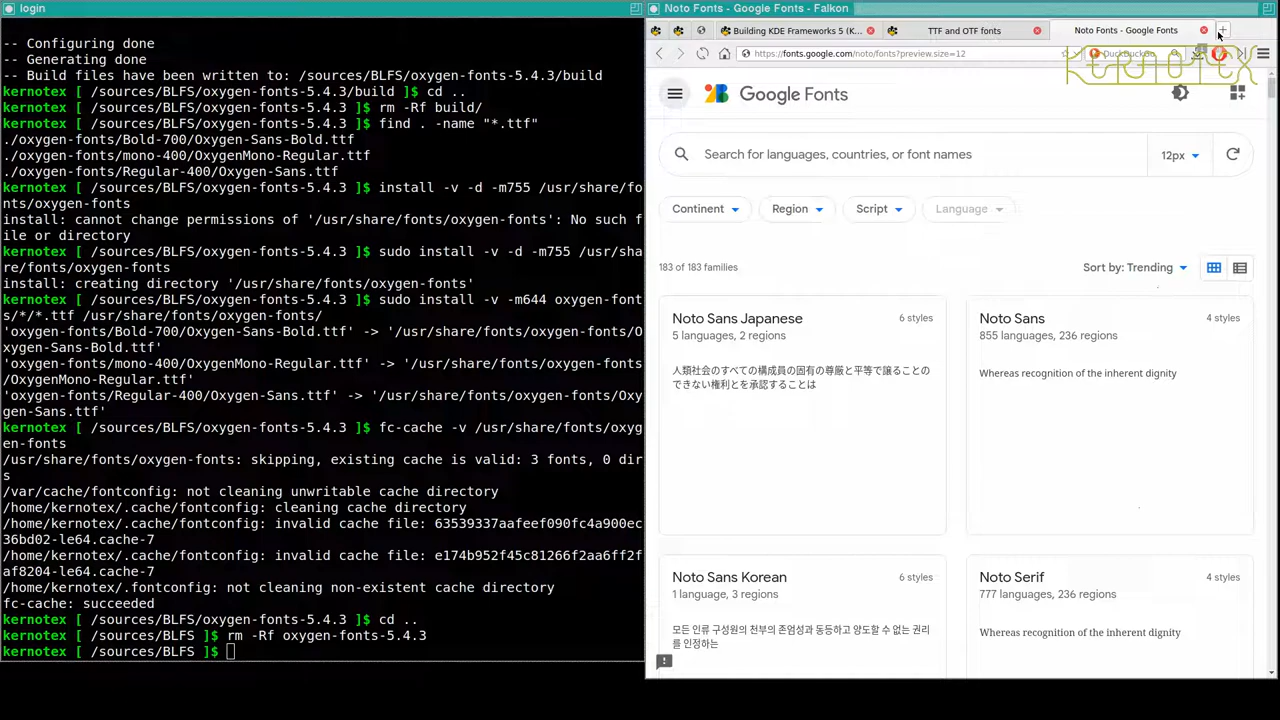 login
-- Configuring done
-- Generating done
-- Build files have been written to: /sources/BLFS/oxygen-fonts-5.4.3/build
kernotex [ /sources/BLFS/oxygen-fonts-5.4.3/build ]$ cd ..
kernotex [ /sources/BLFS/oxygen-fonts-5.4.3 ]$ rm -Rf build/
kernotex [ /sources/BLFS/oxygen-fonts-5.4.3 ]$ find . -name "*.ttf"
./oxygen-fonts/Bold-700/Oxygen-Sans-Bold.ttf
./oxygen-fonts/mono-400/OxygenMono-Regular.ttf
./oxygen-fonts/Regular-400/Oxygen-Sans.ttf
kernotex [ /sources/BLFS/oxygen-fonts-5.4.3 ]$ install -v -d -m755 /usr/share/fo
nts/oxygen-fonts
install: cannot change permissions of '/usr/share/fonts/oxygen-fonts': No such f
ile or directory
kernotex [ /sources/BLFS/oxygen-fonts-5.4.3 ]$ sudo install -v -d -m755 /usr/sha
re/fonts/oxygen-fonts
install: creating directory '/usr/share/fonts/oxygen-fonts'
kernotex [ /sources/BLFS/oxygen-fonts-5.4.3 ]$ sudo install -v -m644 oxygen-font
s/*/*.ttf /usr/share/fonts/oxygen-fonts/
'oxygen-fonts/Bold-700/Oxygen-Sans-Bold.ttf' -> '/usr/share/fonts/oxygen-fonts/O
xygen-Sans-Bold.ttf'
'oxygen-fonts/mono-400/OxygenMono-Regular.ttf' -> '/usr/share/fonts/oxygen-fonts
/OxygenMono-Regular.ttf'
'oxygen-fonts/Regular-400/Oxygen-Sans.ttf' -> '/usr/share/fonts/oxygen-fonts/Oxy
gen-Sans.ttf'
kernotex [ /sources/BLFS/oxygen-fonts-5.4.3 ]$ fc-cache -v /usr/share/fonts/oxyg
en-fonts
/usr/share/fonts/oxygen-fonts: skipping, existing cache is valid: 3 fonts, 0 dir
s
/var/cache/fontconfig: not cleaning unwritable cache directory
/home/kernotex/.cache/fontconfig: cleaning cache directory
/home/kernotex/.cache/fontconfig: invalid cache file: 63539337aafeef090fc4a900ec
36bd02-le64.cache-7
/home/kernotex/.cache/fontconfig: invalid cache file: e174b952f45c81266f2aa6ff2f
af8204-le64.cache-7
/home/kernotex/.fontconfig: not cleaning non-existent cache directory
fc-cache: succeeded
kernotex [ /sources/BLFS/oxygen-fonts-5.4.3 ]$ cd ..
kernotex [ /sources/BLFS ]$ rm -Rf oxygen-fonts-5.4.3
kernotex [ /sources/BLFS ]$
Noto Fonts - Google Fonts - Falkon
Building KDE Frameworks 5 (K...
TTF and OTF fonts
Noto Fonts - Google Fonts
https://fonts.google.com/noto/fonts?preview.size=12
DuckDuckGo
KERNOTEX
Google Fonts
Search for languages, countries, or font names
12px
Continent
Region
Script
Language
183 of 183 families
Sort by: Trending
Noto Sans Japanese
6 styles
5 languages, 2 regions
人類社会のすべての構成員の固有の尊厳と平等で譲ることの
できない権利とを承認することは
Noto Sans
4 styles
855 languages, 236 regions
Whereas recognition of the inherent dignity
Noto Sans Korean
6 styles
1 language, 3 regions
모든 인류 구성원의 천부의 존엄성과 동등하고 양도할 수 없는 권리
를 인정하는
Noto Serif
4 styles
777 languages, 236 regions
Whereas recognition of the inherent dignity